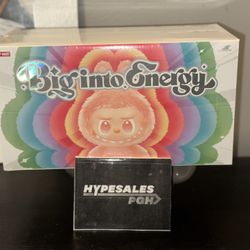 Big into Energy
HYPESALES
PGH